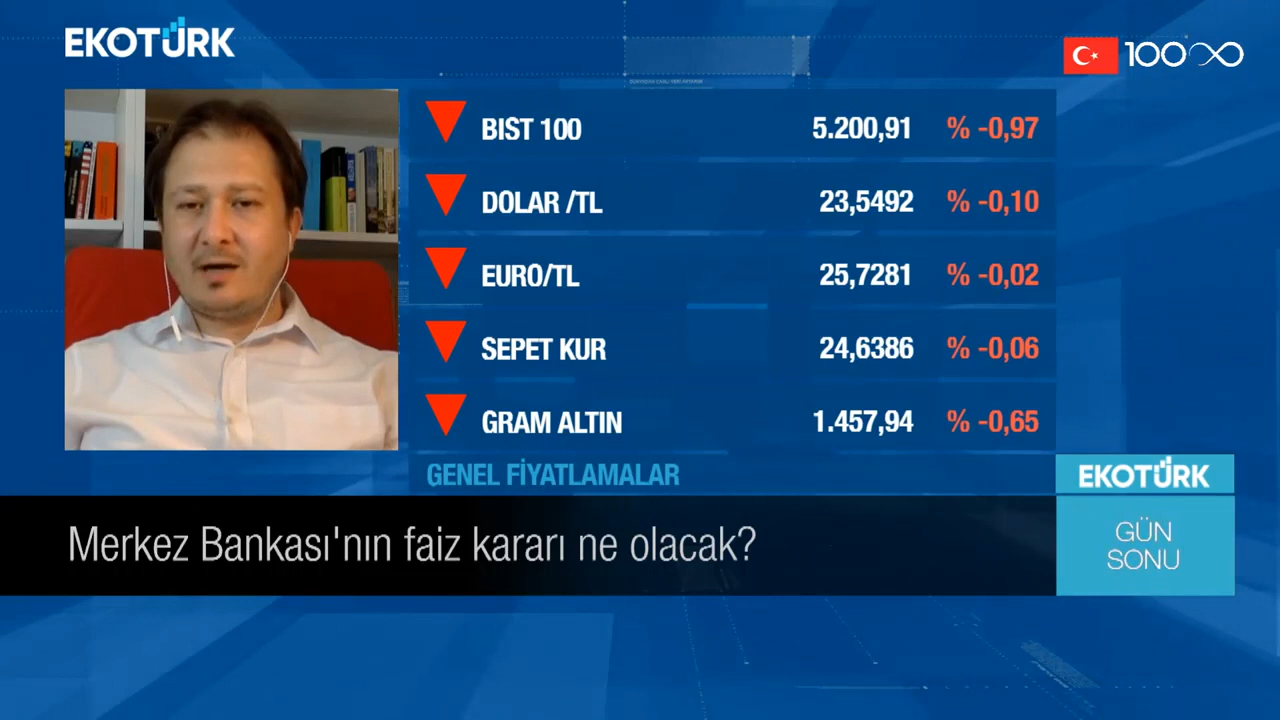 EKOTÜRK
100
BIST 100 5.200,91 % -0,97
DOLAR /TL 23,5492 % -0,10
EURO/TL 25,7281 % -0,02
SEPET KUR 24,6386 % -0,06
GRAM ALTIN 1.457,94 % -0,65
GENEL FİYATLAMALAR
EKOTÜRK
Merkez Bankası'nın faiz kararı ne olacak?
GÜN
SONU